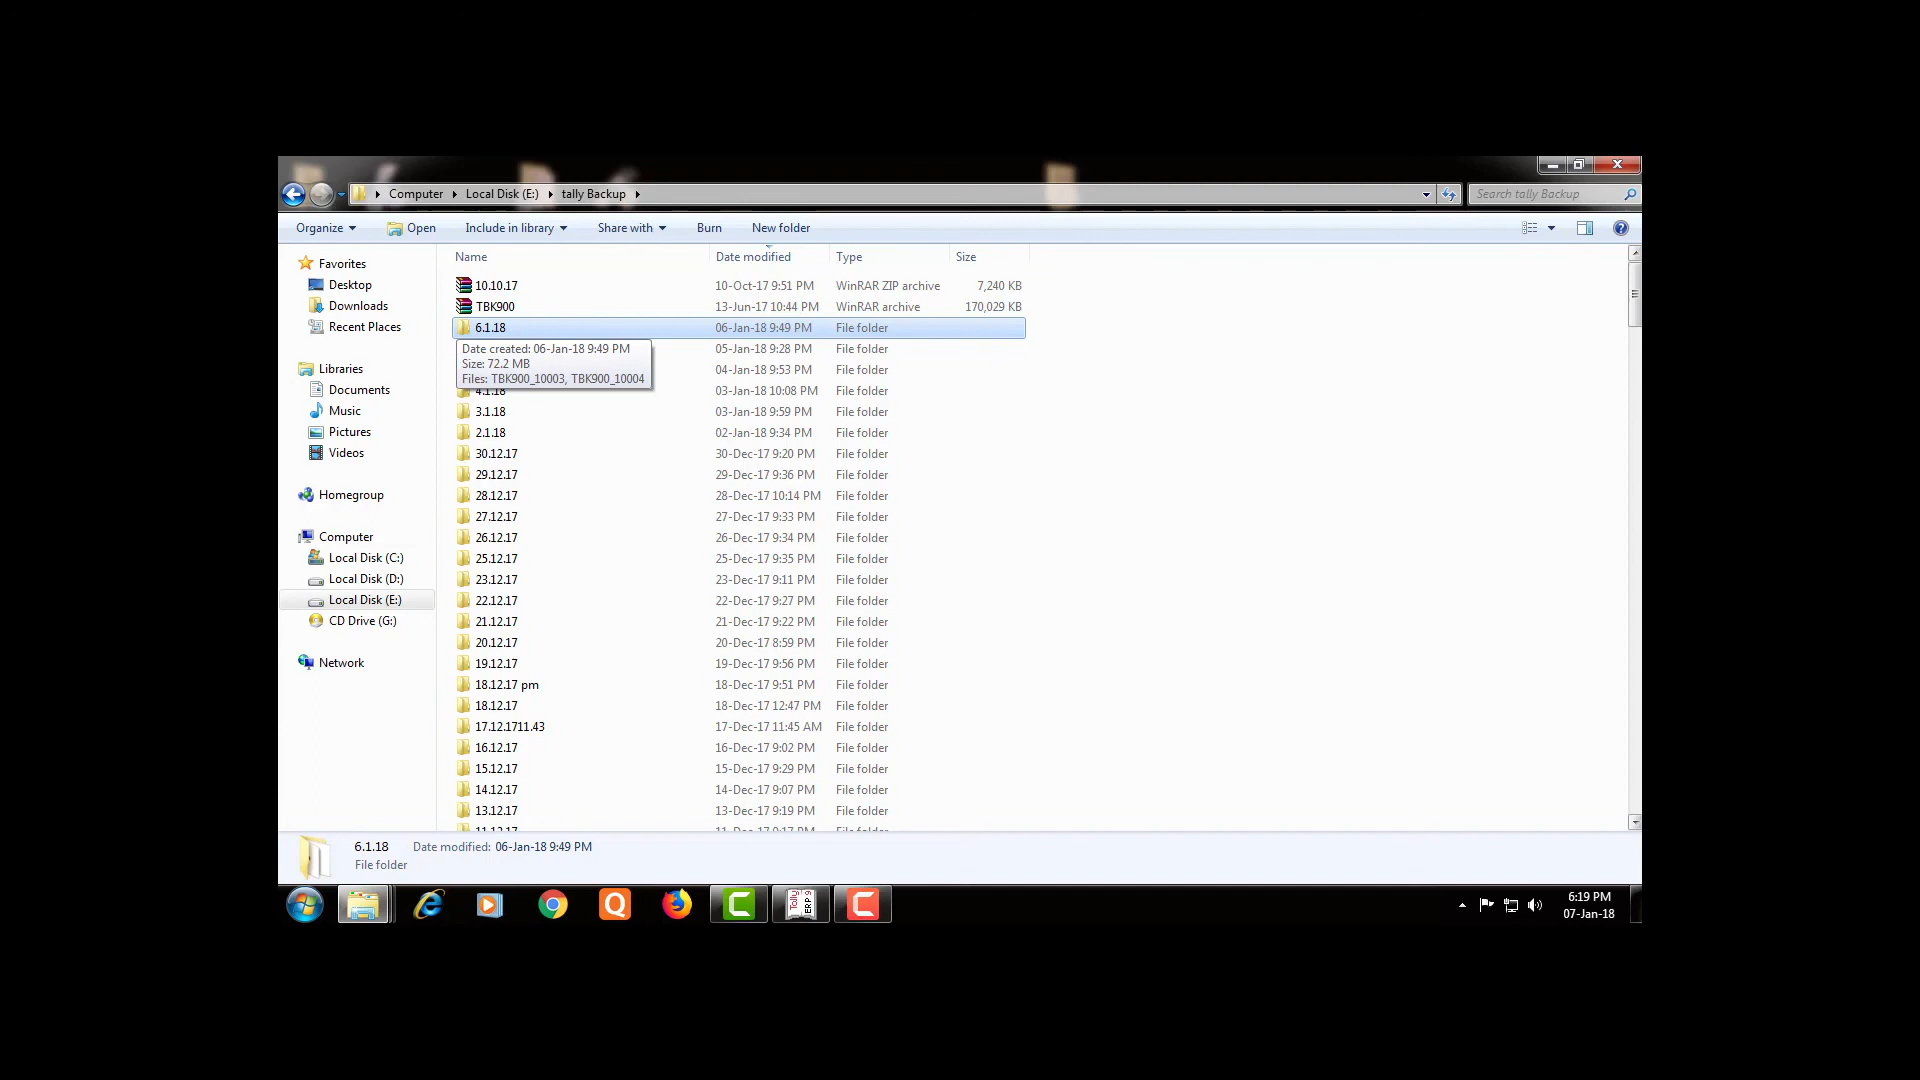 Computer Local Disk (E:) tally Backup Search tally Backup
Organize Open Include in library Share with Burn New folder
Favorites
Desktop
Downloads
Recent Places
Libraries
Documents
Music
Pictures
Videos
Homegroup
Computer
Local Disk (C:)
Local Disk (D:)
Local Disk (E:)
CD Drive (G:)
Network
Name Date modified Type Size
10.10.17 10-Oct-17 9:51 PM WinRAR ZIP archive 7,240 KB
TBK900 13-Jun-17 10:44 PM WinRAR archive 170,029 KB
6.1.18 06-Jan-18 9:49 PM File folder
Date created: 06-Jan-18 9:49 PM
Size: 72.2 MB
Files: TBK900_10003, TBK900_10004
05-Jan-18 9:28 PM File folder
04-Jan-18 9:53 PM File folder
4.1.18 03-Jan-18 10:08 PM File folder
3.1.18 03-Jan-18 9:59 PM File folder
2.1.18 02-Jan-18 9:34 PM File folder
30.12.17 30-Dec-17 9:20 PM File folder
29.12.17 29-Dec-17 9:36 PM File folder
28.12.17 28-Dec-17 10:14 PM File folder
27.12.17 27-Dec-17 9:33 PM File folder
26.12.17 26-Dec-17 9:34 PM File folder
25.12.17 25-Dec-17 9:35 PM File folder
23.12.17 23-Dec-17 9:11 PM File folder
22.12.17 22-Dec-17 9:27 PM File folder
21.12.17 21-Dec-17 9:22 PM File folder
20.12.17 20-Dec-17 8:59 PM File folder
19.12.17 19-Dec-17 9:56 PM File folder
18.12.17 pm 18-Dec-17 9:51 PM File folder
18.12.17 18-Dec-17 12:47 PM File folder
17.12.1711.43 17-Dec-17 11:45 AM File folder
16.12.17 16-Dec-17 9:02 PM File folder
15.12.17 15-Dec-17 9:29 PM File folder
14.12.17 14-Dec-17 9:07 PM File folder
13.12.17 13-Dec-17 9:19 PM File folder
11.12.17 11-Dec-17 9:17 PM File folder
6.1.18 Date modified: 06-Jan-18 9:49 PM
File folder
Tally ERP 9
6:19 PM
07-Jan-18